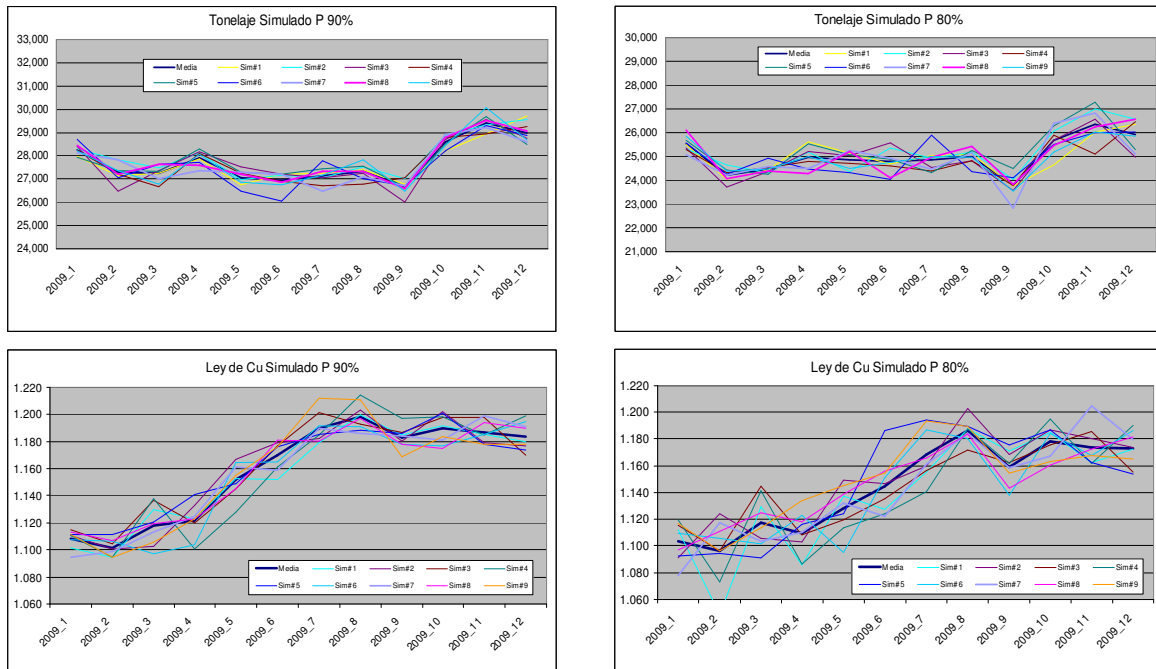 Tonelaje Simulado P 90%
33,000
32,000
31,000
30,000
29,000
28,000
27,000
26,000
25,000
24,000
Media Sim#1 Sim#2 Sim#3 Sim#4
Sim#5 Sim#6 Sim#7 Sim#8 Sim#9
2009_1 2009_2 2009_3 2009_4 2009_5 2009_6 2009_7 2009_8 2009_9 2009_10 2009_11 2009_12
Tonelaje Simulado P 80%
30,000
29,000
28,000
27,000
26,000
25,000
24,000
23,000
22,000
21,000
Media Sim#1 Sim#2 Sim#3 Sim#4
Sim#5 Sim#6 Sim#7 Sim#8 Sim#9
2009_1 2009_2 2009_3 2009_4 2009_5 2009_6 2009_7 2009_8 2009_9 2009_10 2009_11 2009_12
Ley de Cu Simulado P 90%
1.220
1.200
1.180
1.160
1.140
1.120
1.100
1.080
1.060
Media Sim#1 Sim#2 Sim#3 Sim#4
Sim#5 Sim#6 Sim#7 Sim#8 Sim#9
2009_1 2009_2 2009_3 2009_4 2009_5 2009_6 2009_7 2009_8 2009_9 2009_10 2009_11 2009_12
Ley de Cu Simulado P 80%
1.220
1.200
1.180
1.160
1.140
1.120
1.100
1.080
1.060
Media Sim#1 Sim#2 Sim#3 Sim#4
Sim#5 Sim#6 Sim#7 Sim#8 Sim#9
2009_1 2009_2 2009_3 2009_4 2009_5 2009_6 2009_7 2009_8 2009_9 2009_10 2009_11 2009_12